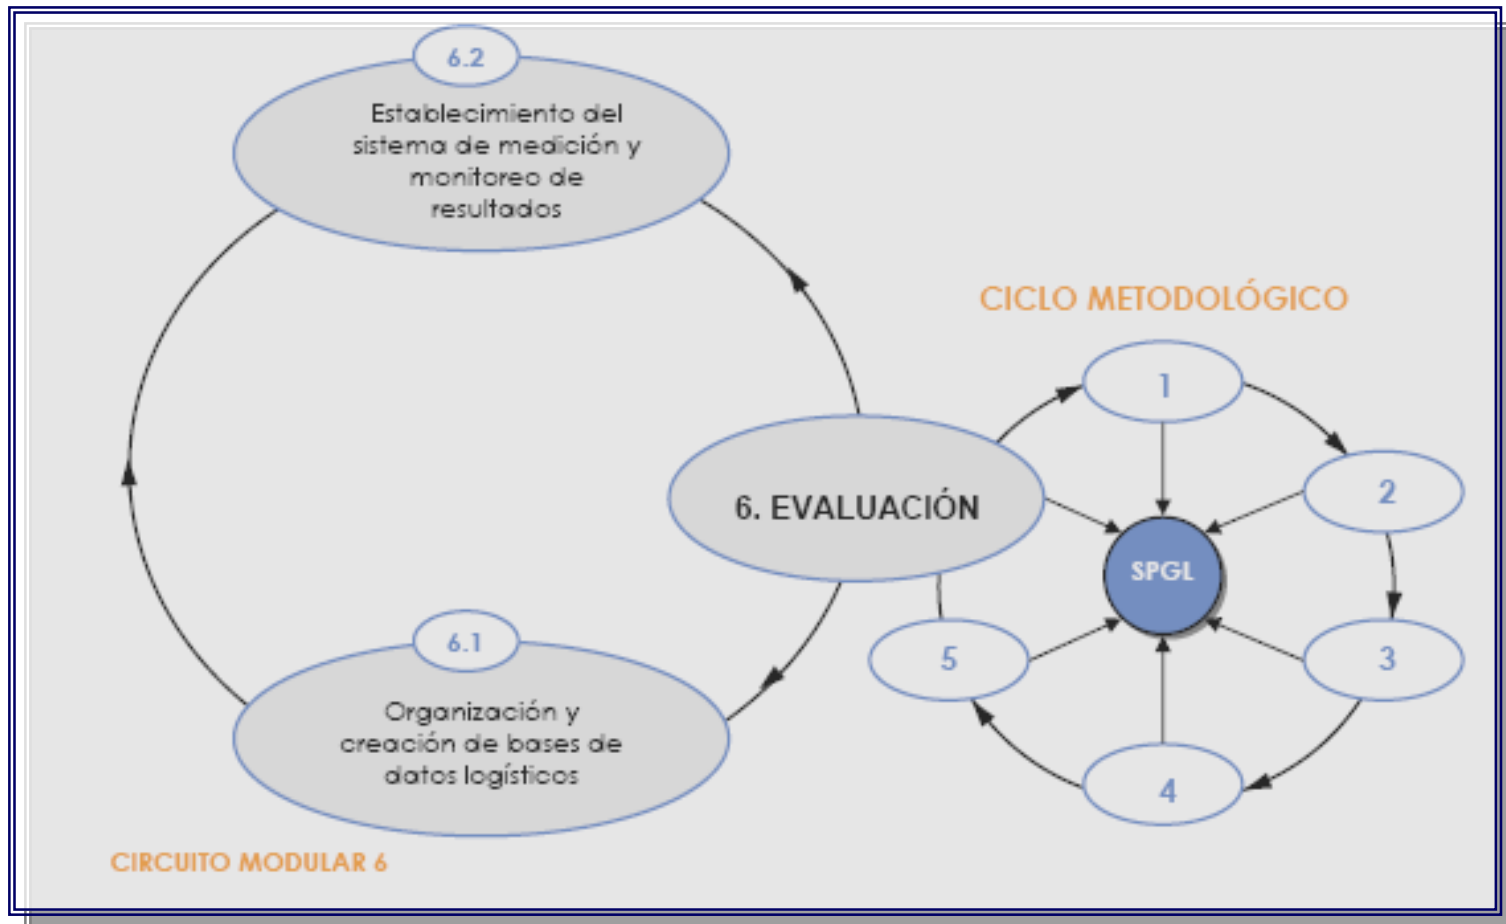 6.2
Establecimiento del
sistema de medición y
monitoreo de
resultados
CICLO METODOLÓGICO
1
2
6. EVALUACIÓN
SPGL
5
3
4
6.1
Organización y
creación de bases de
datos logísticos
CIRCUITO MODULAR 6